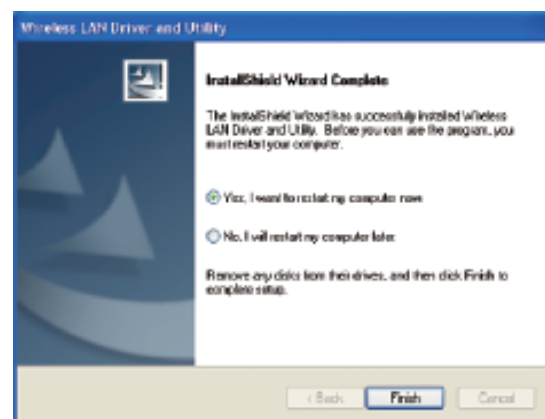 Wireless LAN Driver and Utility
InstallShield Wizard Complete
The InstallShield Wizard has successfully installed Wireless
LAN Driver and Utility. Before you can use the program, you
must restart your computer.
Yes, I want to restart my computer now.
No, I will restart my computer later.
Remove any disks from their drives, and then click Finish to
complete setup.
< Back Finish Cancel